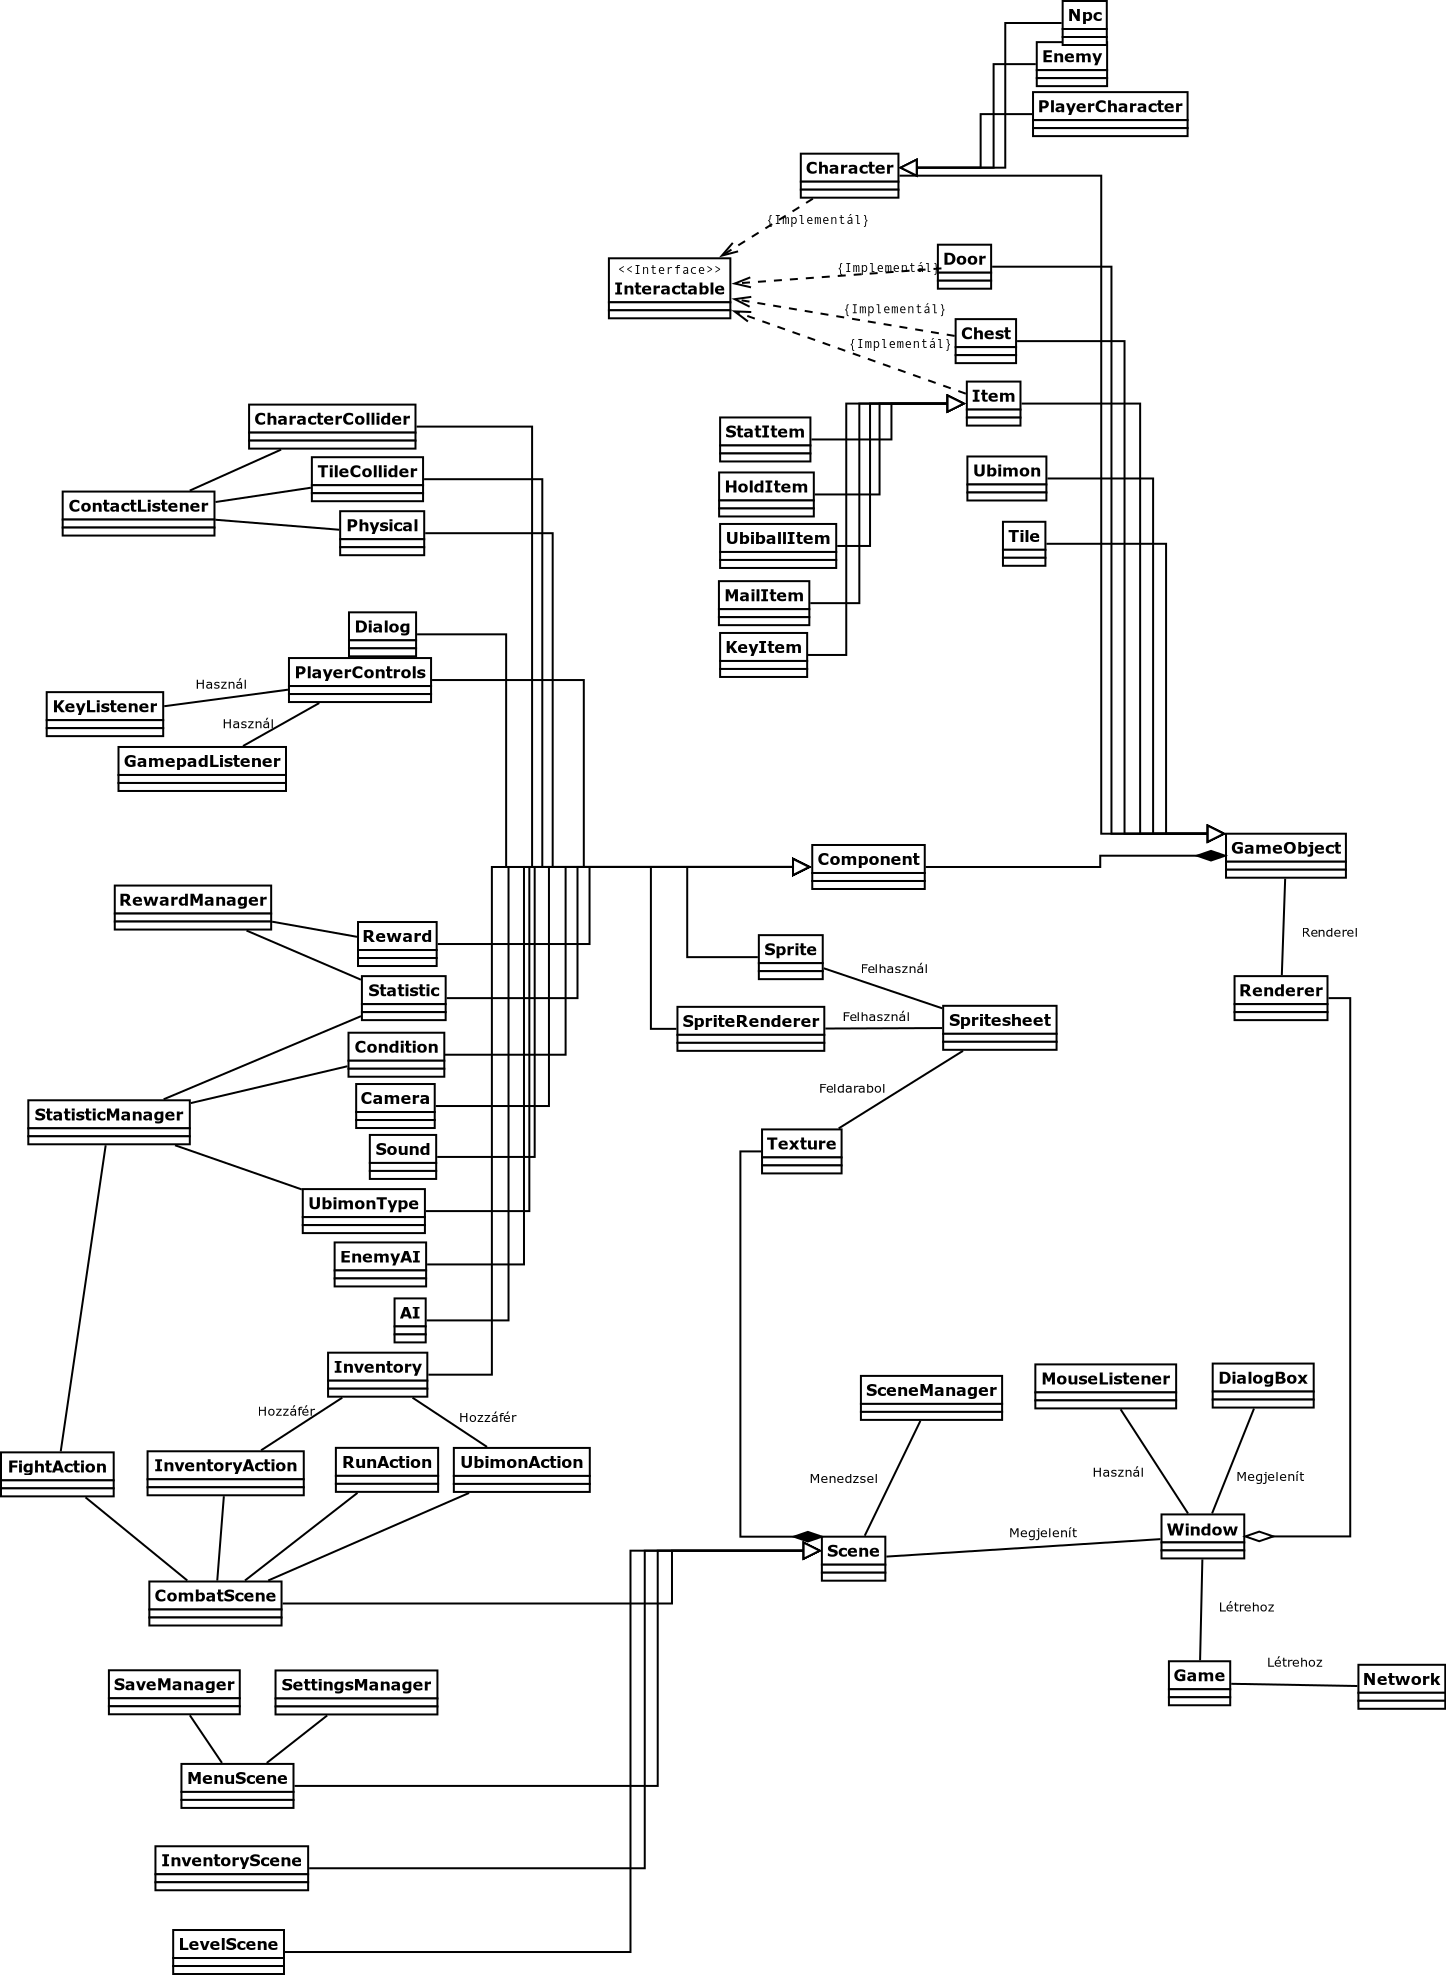 Npc
Enemy
PlayerCharacter
Character
{Implementál}
<<Interface>>
Interactable
Door
{Implementál}
Chest
{Implementál}
{Implementál}
Item
StatItem
HoldItem
UbiballItem
MailItem
KeyItem
Ubimon
Tile
CharacterCollider
TileCollider
ContactListener
Physical
Dialog
PlayerControls
Használ
KeyListener
Használ
GamepadListener
Component
GameObject
RewardManager
Reward
Renderel
Sprite
Felhasznál
Statistic
Renderer
SpriteRenderer
Felhasznál
Spritesheet
Condition
Feldarabol
Camera
StatisticManager
Sound
Texture
UbimonType
EnemyAI
AI
Inventory
Hozzáfér
Hozzáfér
SceneManager
MouseListener
DialogBox
FightAction
InventoryAction
RunAction
UbimonAction
Menedzsel
Használ
Megjelenít
Scene
Megjelenít
Window
CombatScene
Létrehoz
Game
Létrehoz
Network
SaveManager
SettingsManager
MenuScene
InventoryScene
LevelScene